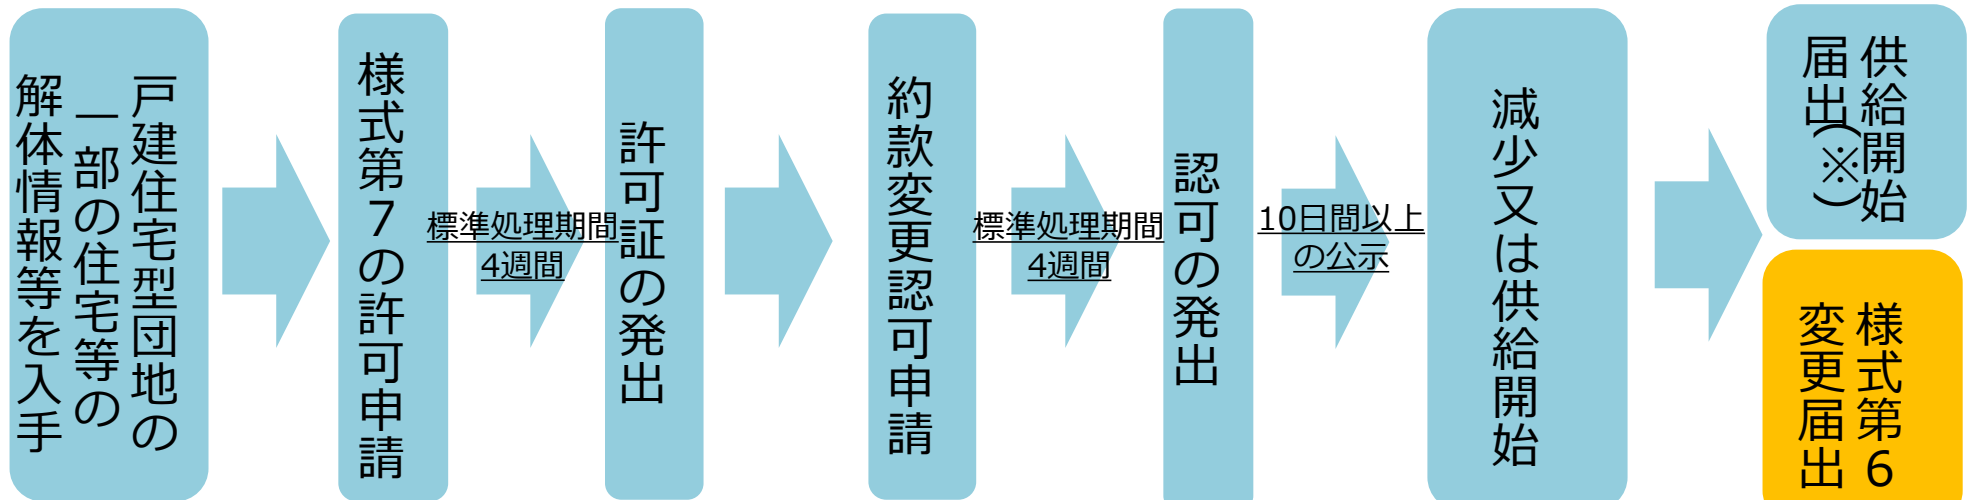 戸建住宅型団地の
一部の住宅等の
解体情報等を入手
様式第７の許可申請
標準処理期間
4週間
許可証の発出
約款変更認可申請
標準処理期間
4週間
認可の発出
10日間以上
の公示
減少又は供給開始
供給開始
届出(※)
様式第６
変更届出